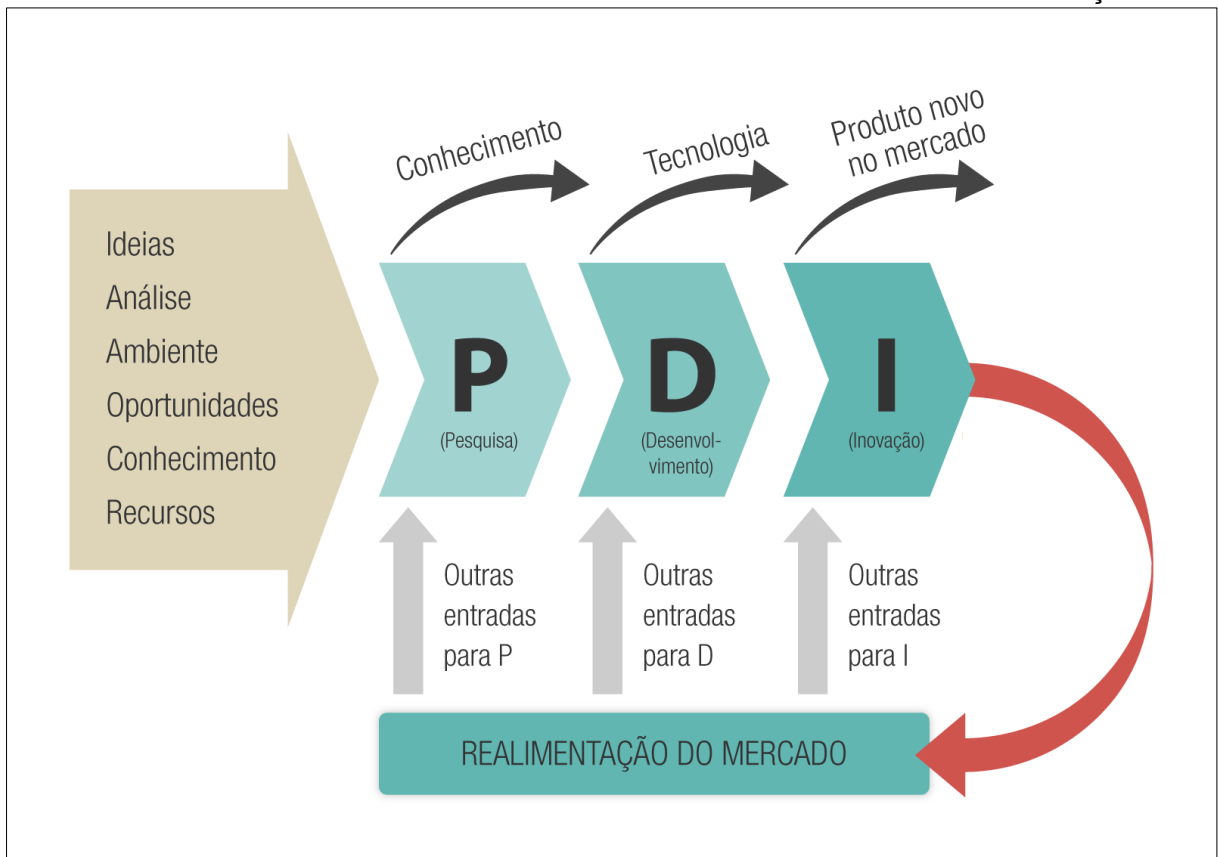 Conhecimento
Tecnologia
Produto novo
no mercado
Ideias
Análise
Ambiente
Oportunidades
Conhecimento
Recursos
P
(Pesquisa)
D
(Desenvol-
vimento)
I
(Inovação)
Outras
entradas
para P
Outras
entradas
para D
Outras
entradas
para I
REALIMENTAÇÃO DO MERCADO